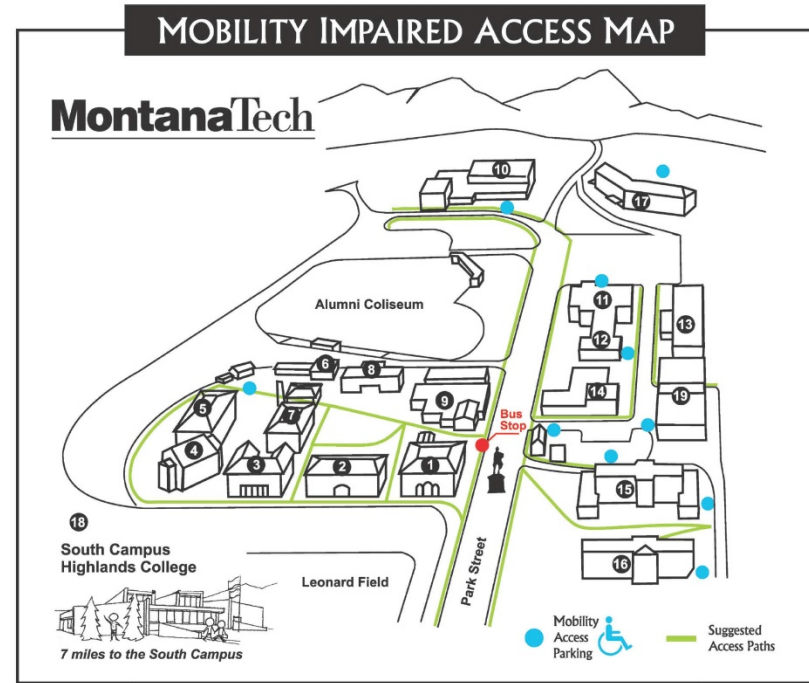 MOBILITY IMPAIRED ACCESS MAP
MontanaTech
10
17
11
Alumni Coliseum
12
13
6
8
14
5
7
9
19
Bus
Stop
4
3
2
1
15
18
South Campus
Highlands College
16
Leonard Field
Park Street
7 miles to the South Campus
Mobility
Access
Parking
Suggested
Access Paths